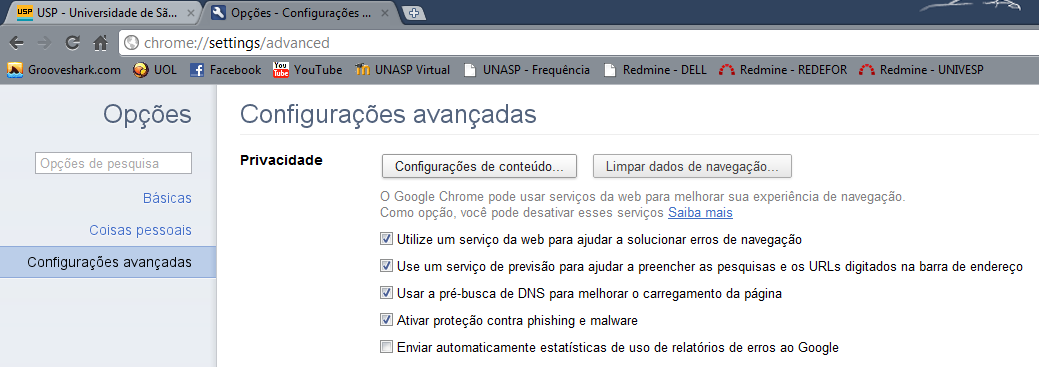 USP - Universidade de Sã...
Opções - Configurações ...
chrome://settings/advanced
Grooveshark.com UOL Facebook YouTube UNASP Virtual UNASP - Frequência Redmine - DELL Redmine - REDEFOR Redmine - UNIVESP
Opções
Configurações avançadas
Opções de pesquisa
Básicas
Coisas pessoais
Configurações avançadas
Privacidade
Configurações de conteúdo... Limpar dados de navegação...
O Google Chrome pode usar serviços da web para melhorar sua experiência de navegação.
Como opção, você pode desativar esses serviços Saiba mais
Utilize um serviço da web para ajudar a solucionar erros de navegação
Use um serviço de previsão para ajudar a preencher as pesquisas e os URLs digitados na barra de endereço
Usar a pré-busca de DNS para melhorar o carregamento da página
Ativar proteção contra phishing e malware
Enviar automaticamente estatísticas de uso de relatórios de erros ao Google